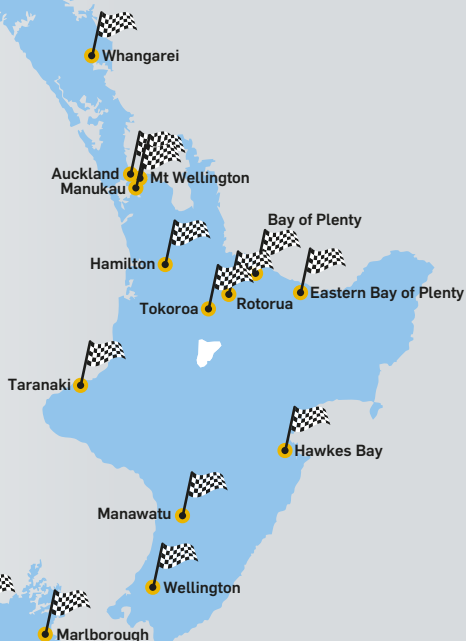 Whangarei
Auckland
Mt Wellington
Manukau
Bay of Plenty
Hamilton
Eastern Bay of Plenty
Rotorua
Tokoroa
Taranaki
Hawkes Bay
Manawatu
Wellington
Marlborough